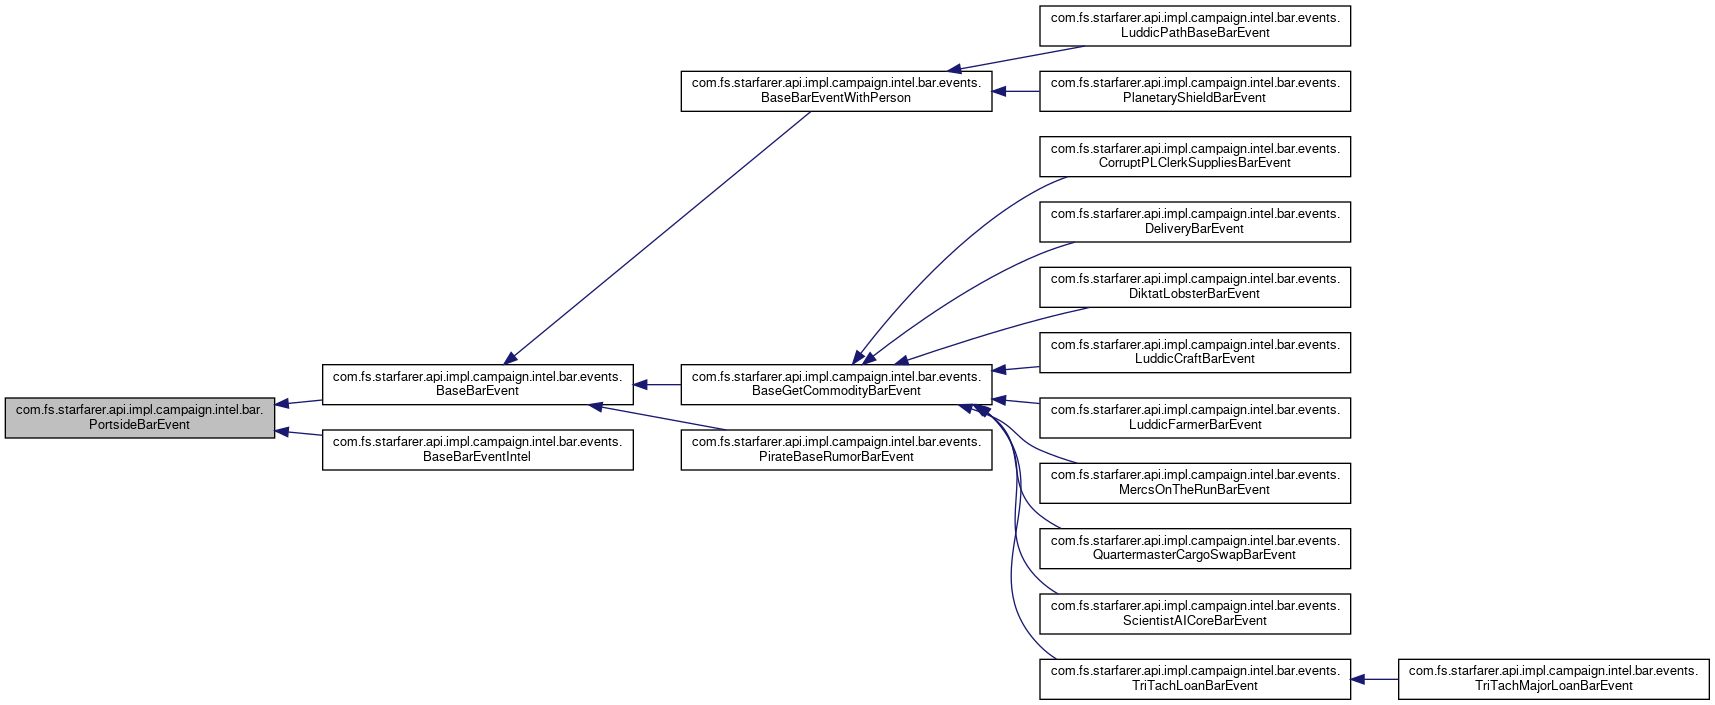 com.fs.starfarer.api.impl.campaign.intel.bar.events.
LuddicPathBaseBarEvent
com.fs.starfarer.api.impl.campaign.intel.bar.events.
BaseBarEventWithPerson
com.fs.starfarer.api.impl.campaign.intel.bar.events.
PlanetaryShieldBarEvent
com.fs.starfarer.api.impl.campaign.intel.bar.events.
CorruptPLClerkSuppliesBarEvent
com.fs.starfarer.api.impl.campaign.intel.bar.events.
DeliveryBarEvent
com.fs.starfarer.api.impl.campaign.intel.bar.events.
DiktatLobsterBarEvent
com.fs.starfarer.api.impl.campaign.intel.bar.events.
LuddicCraftBarEvent
com.fs.starfarer.api.impl.campaign.intel.bar.events.
BaseBarEvent
com.fs.starfarer.api.impl.campaign.intel.bar.events.
BaseGetCommodityBarEvent
com.fs.starfarer.api.impl.campaign.intel.bar.
PortsideBarEvent
com.fs.starfarer.api.impl.campaign.intel.bar.events.
LuddicFarmerBarEvent
com.fs.starfarer.api.impl.campaign.intel.bar.events.
BaseBarEventIntel
com.fs.starfarer.api.impl.campaign.intel.bar.events.
PirateBaseRumorBarEvent
com.fs.starfarer.api.impl.campaign.intel.bar.events.
MercsOnTheRunBarEvent
com.fs.starfarer.api.impl.campaign.intel.bar.events.
QuartermasterCargoSwapBarEvent
com.fs.starfarer.api.impl.campaign.intel.bar.events.
ScientistAICoreBarEvent
com.fs.starfarer.api.impl.campaign.intel.bar.events.
TriTachLoanBarEvent
com.fs.starfarer.api.impl.campaign.intel.bar.events.
TriTachMajorLoanBarEvent